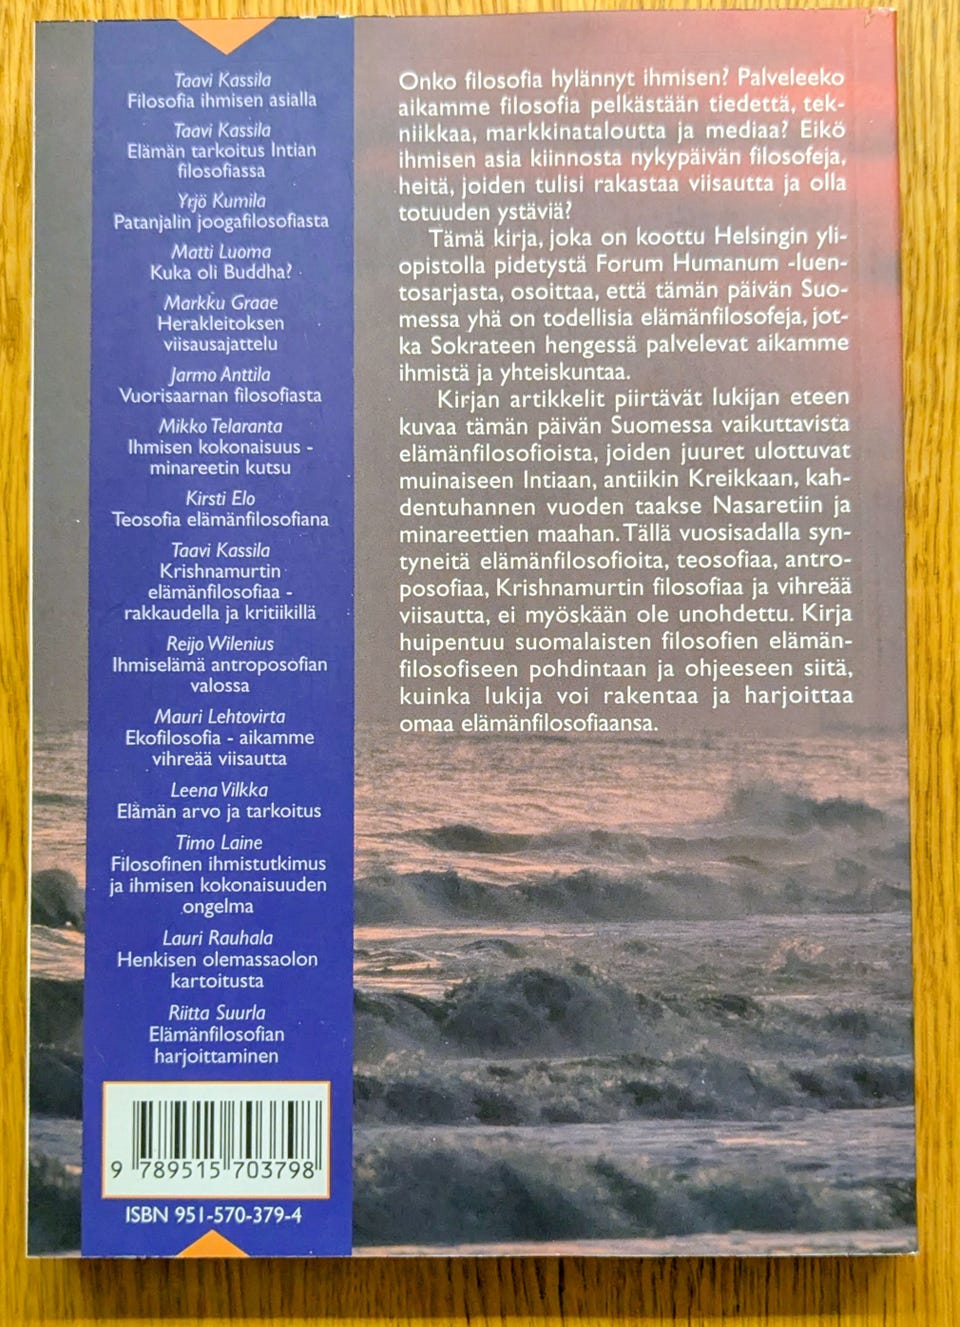 Taavi Kassila
Filosofia ihmisen asialla
Taavi Kassila
Elämän tarkoitus Intian
filosofiassa
Yrjö Kumila
Patanjalin joogafilosofiasta
Matti Luoma
Kuka oli Buddha?
Markku Graae
Herakleitoksen
viisausajattelu
Jarmo Anttila
Vuorisaarnan filosofiasta
Mikko Telaranta
Ihmisen kokonaisuus -
minareetin kutsu
Kirsti Elo
Teosofia elämänfilosofiana
Taavi Kassila
Krishnamurtin
elämänfilosofiaa -
rakkaudella ja kritiikillä
Reijo Wilenius
Ihmiselämä antroposofian
valossa
Mauri Lehtovirta
Ekofilosofia - aikamme
vihreää viisautta
Leena Vilkka
Elämän arvo ja tarkoitus
Timo Laine
Filosofinen ihmistutkimus
ja ihmisen kokonaisuuden
ongelma
Lauri Rauhala
Henkisen olemassaolon
kartoitusta
Riitta Suurla
Elämänfilosofian
harjoittaminen
9 789515 703798
ISBN 951-570-379-4
Onko filosofia hylännyt ihmisen? Palveleeko
aikamme filosofia pelkästään tiedettä, tek-
niikkaa, markkinataloutta ja mediaa? Eikö
ihmisen asia kiinnosta nykypäivän filosofeja,
heitä, joiden tulisi rakastaa viisautta ja olla
totuuden ystäviä?
Tämä kirja, joka on koottu Helsingin yli-
opistolla pidetystä Forum Humanum -luen-
tosarjasta, osoittaa, että tämän päivän Suo-
messa yhä on todellisia elämänfilosofeja, jot-
ka Sokrateen hengessä palvelevat aikamme
ihmistä ja yhteiskuntaa.
Kirjan artikkelit piirtävät lukijan eteen
kuvaa tämän päivän Suomessa vaikuttavista
elämänfilosofioista, joiden juuret ulottuvat
muinaiseen Intiaan, antiikin Kreikkaan, kah-
dentuhannen vuoden taakse Nasaretiin ja
minareettien maahan. Tällä vuosisadalla syn-
tyneitä elämänfilosofioita, teosofiaa, antro-
posofiaa, Krishnamurtin filosofiaa ja vihreää
viisautta, ei myöskään ole unohdettu. Kirja
huipentuu suomalaisten filosofien elämän-
filosofiseen pohdintaan ja ohjeeseen siitä,
kuinka lukija voi rakentaa ja harjoittaa
omaa elämänfilosofiaansa.